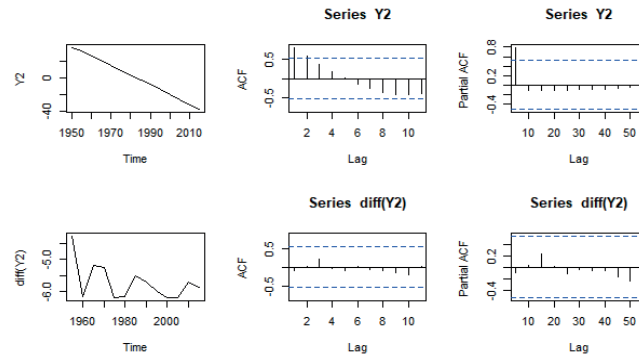 Series Y2
Series Y2
Y2
0
-40
1950 1970 1990 2010
Time
ACF
0.5
-0.5
2 4 6 8 10
Lag
Partial ACF
0.8
0.2
-0.4
10 20 30 40 50
Lag
Series diff(Y2)
Series diff(Y2)
diff(Y2)
-5.0
-6.0
1960 1980 2000
Time
ACF
0.5
-0.5
2 4 6 8 10
Lag
Partial ACF
0.2
-0.4
10 20 30 40 50
Lag